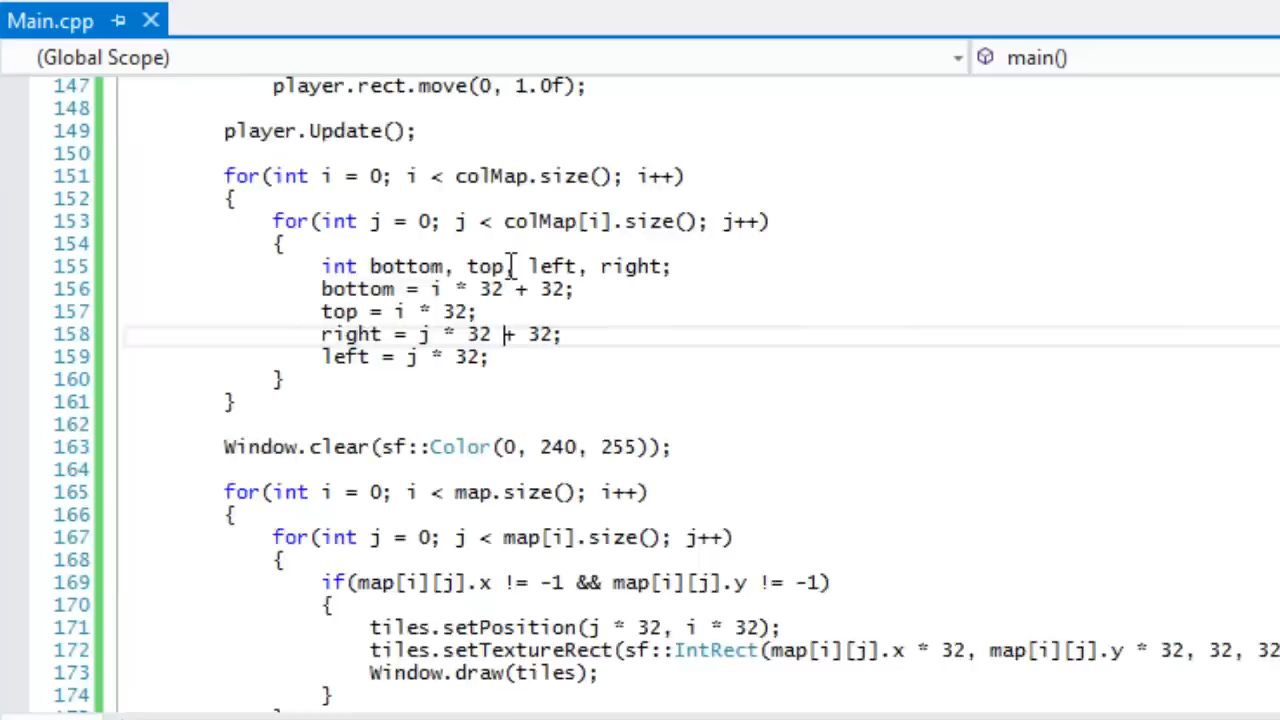 Main.cpp
(Global Scope) main()
147 player.rect.move(0, 1.0f);
148
149 player.Update();
150
151 for(int i = 0; i < colMap.size(); i++)
152 {
153 for(int j = 0; j < colMap[i].size(); j++)
154 {
155 int bottom, top, left, right;
156 bottom = i * 32 + 32;
157 top = i * 32;
158 right = j * 32 + 32;
159 left = j * 32;
160 }
161 }
162
163 Window.clear(sf::Color(0, 240, 255));
164
165 for(int i = 0; i < map.size(); i++)
166 {
167 for(int j = 0; j < map[i].size(); j++)
168 {
169 if(map[i][j].x != -1 && map[i][j].y != -1)
170 {
171 tiles.setPosition(j * 32, i * 32);
172 tiles.setTextureRect(sf::IntRect(map[i][j].x * 32, map[i][j].y * 32, 32, 32
173 Window.draw(tiles);
174 }